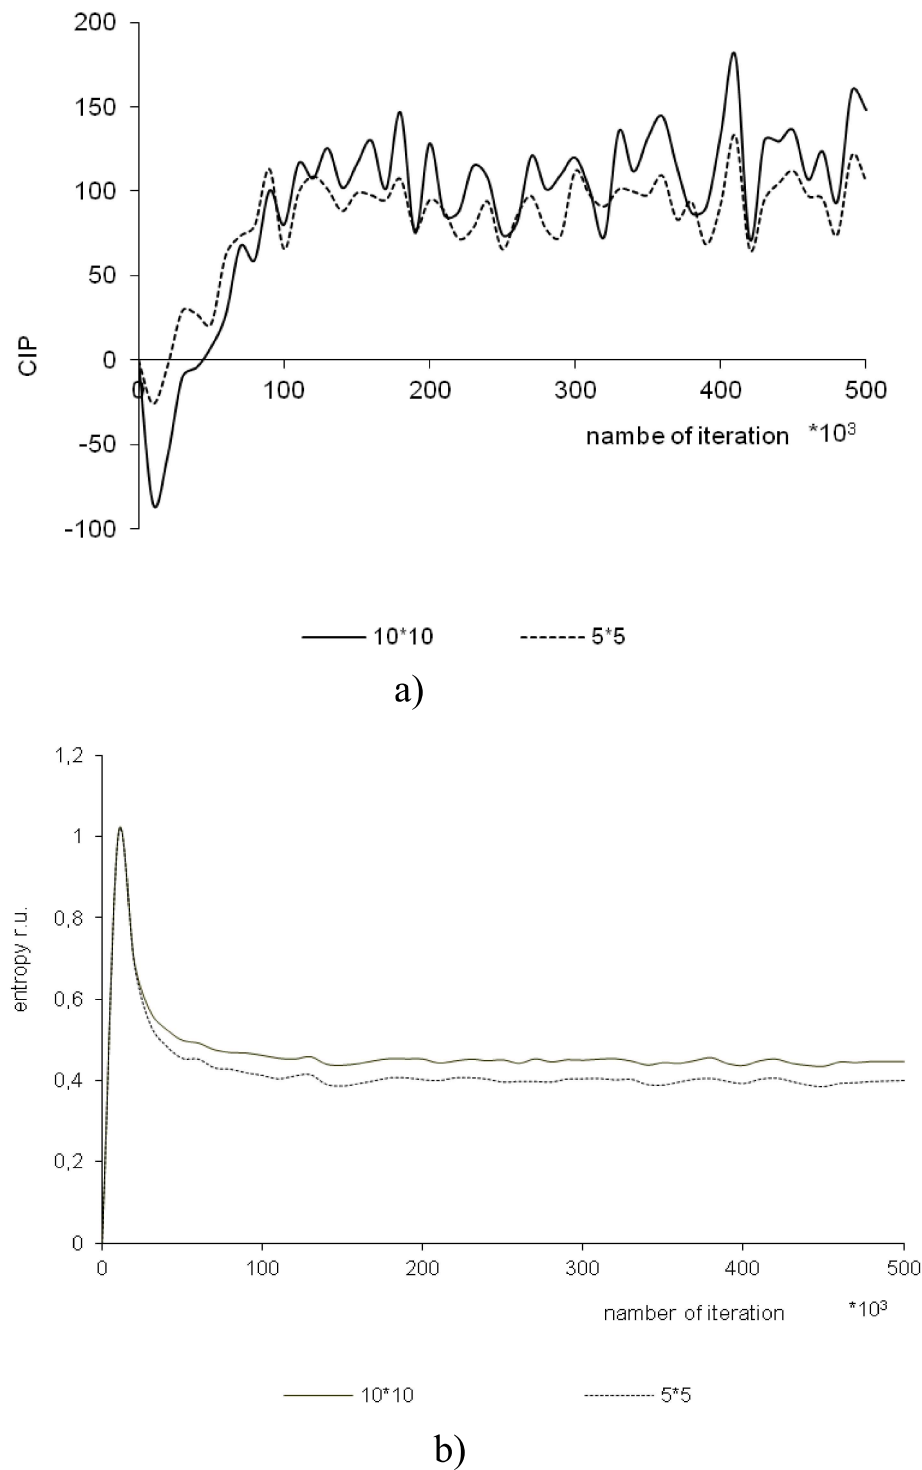 200
150
100
50
0
-50
-100
CIP
0 100 200 300 400 500
nambe of iteration *10³
10*10 5*5
a)
1,2
1
0,8
0,6
0,4
0,2
0
entropy r.u.
0 100 200 300 400 500
namber of iteration *10³
10*10 5*5
b)